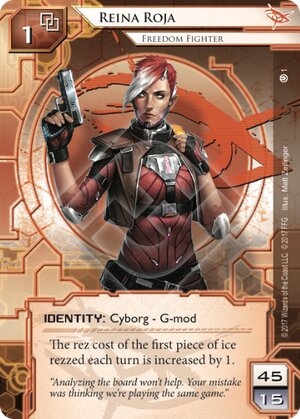 1
REINA ROJA
FREEDOM FIGHTER
1
Illus. Matt Zeilinger
© 2017 Wizards of the Coast LLC. © 2017 FFG
IDENTITY: Cyborg - G-mod
The rez cost of the first piece of ice
rezzed each turn is increased by 1.
"Analyzing the board won't help. Your mistake
was thinking we're playing the same game."
45
15